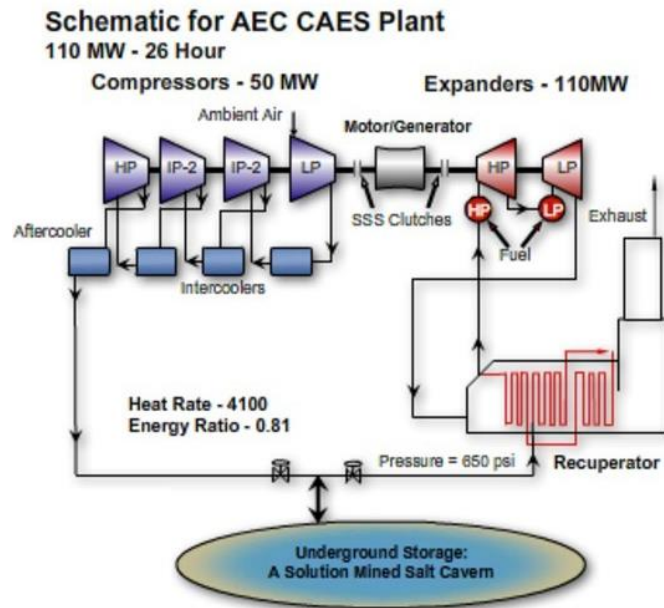 Schematic for AEC CAES Plant
110 MW - 26 Hour
Compressors - 50 MW
Expanders - 110MW
Ambient Air
Motor/Generator
HP
IP-2
IP-2
LP
HP
LP
SSS Clutches
HP
LP
Fuel
Exhaust
Aftercooler
Intercoolers
Heat Rate - 4100
Energy Ratio - 0.81
Pressure = 650 psi
Recuperator
Underground Storage:
A Solution Mined Salt Cavern